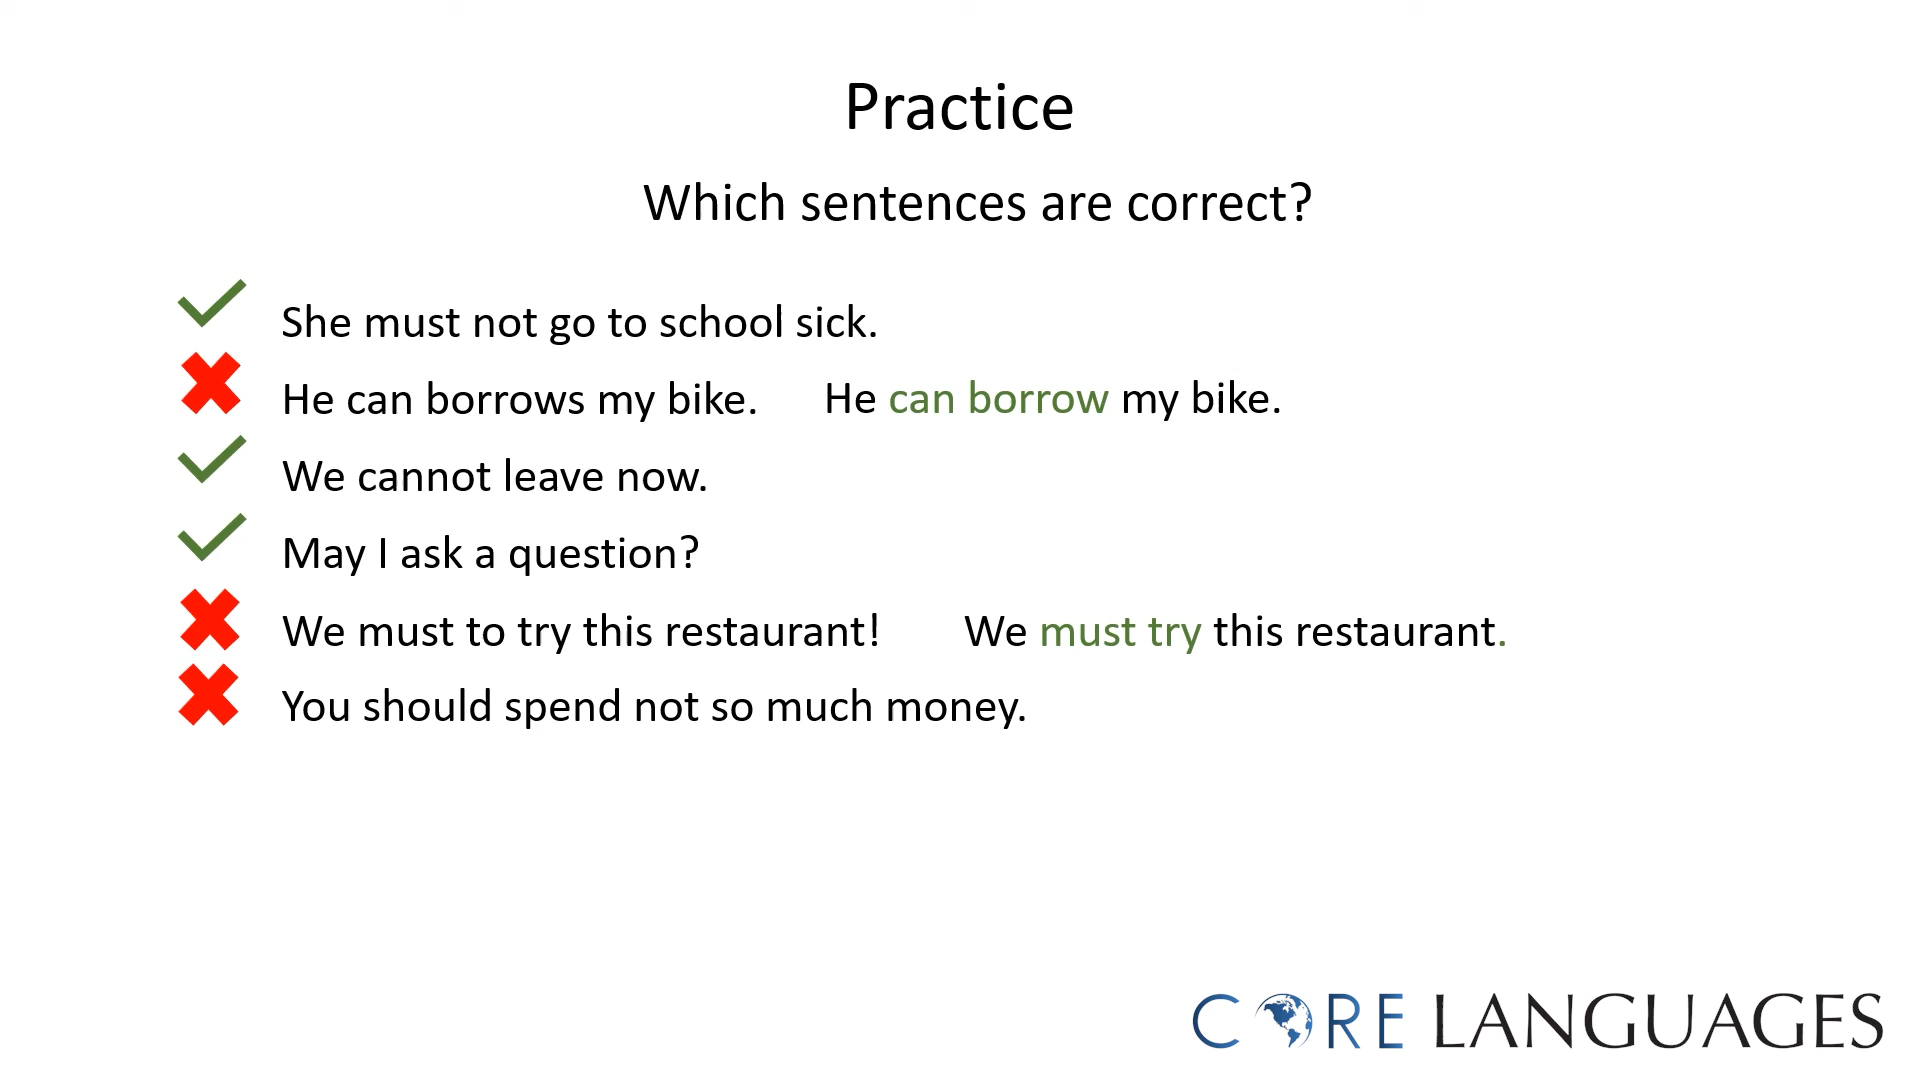 Practice
Which sentences are correct?
She must not go to school sick.
He can borrows my bike. He can borrow my bike.
We cannot leave now.
May I ask a question?
We must to try this restaurant! We must try this restaurant.
You should spend not so much money.
CORE LANGUAGES